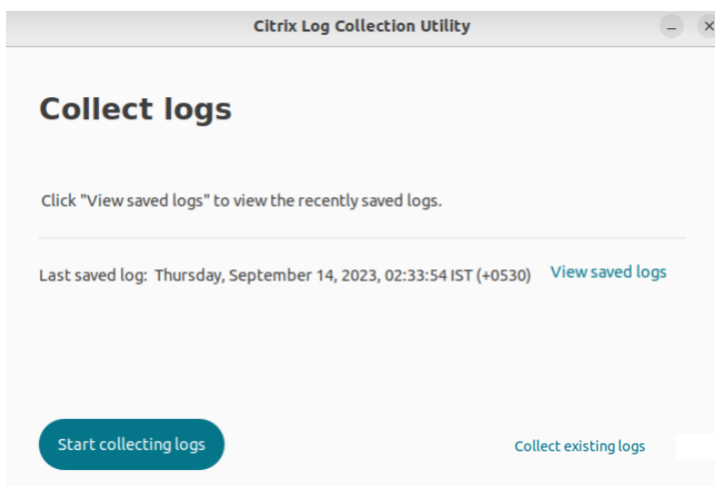 Citrix Log Collection Utility
Collect logs
Click "View saved logs" to view the recently saved logs.
Last saved log: Thursday, September 14, 2023, 02:33:54 IST (+0530) View saved logs
Start collecting logs
Collect existing logs